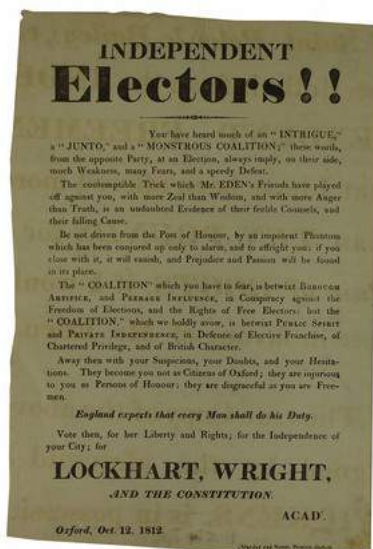 INDEPENDENT
Electors!!
You have heard much of an "INTRIGUE,"
a "JUNTO," and a "MONSTROUS COALITION;" these words,
from the opposite Party, at an Election, always imply, on their side,
much Weakness, many Fears, and a speedy Defeat.
The contemptible Trick which Mr. EDEN's Friends have played
off against you, with more Zeal than Wisdom, and with more Anger
than Truth, is an undoubted Evidence of their feeble Counsels, and
their falling Cause.
Be not driven from the Post of Honour, by an impotent Phantom
which has been conjured up only to alarm, and to affright you: if you
close with it, it will vanish, and Prejudice and Passion will be found
in its place.
The "COALITION" which you have to fear, is betwixt BOROUGH
ARTIFICE, and PEERAGE INFLUENCE, in Conspiracy against the
Freedom of Elections, and the Rights of Free Electors: but the
"COALITION," which we boldly avow, is betwixt PUBLIC SPIRIT
and PRIVATE INDEPENDENCE, in Defence of Elective Franchise, of
Chartered Privilege, and of British Character.
Away then with your Suspicions, your Doubts, and your Hesita-
tions. They become you not as Citizens of Oxford; they are injurious
to you as Persons of Honour; they are disgraceful as you are Free-
men.
England expects that every Man shall do his Duty.
Vote then, for her Liberty and Rights; for the Independence of
your City; for
LOCKHART, WRIGHT,
AND THE CONSTITUTION.
ACAD'.
Oxford, Oct. 12. 1812.